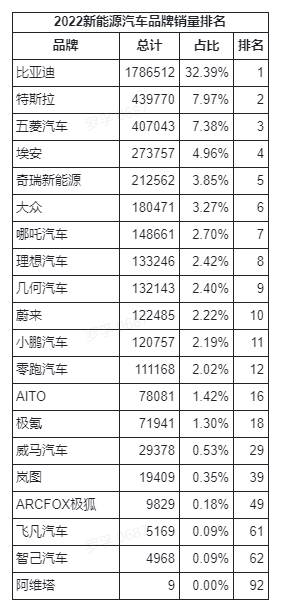 2022新能源汽车品牌销量排名
品牌 总计 占比 排名
比亚迪 1786512 32.39% 1
特斯拉 439770 7.97% 2
五菱汽车 407043 7.38% 3
埃安 273757 4.96% 4
奇瑞新能源 212562 3.85% 5
大众 180471 3.27% 6
哪吒汽车 148661 2.70% 7
理想汽车 133246 2.42% 8
几何汽车 132143 2.40% 9
蔚来 122485 2.22% 10
小鹏汽车 120757 2.19% 11
零跑汽车 111168 2.02% 12
AITO 78081 1.42% 16
极氪 71941 1.30% 18
威马汽车 29378 0.53% 29
岚图 19409 0.35% 39
ARCFOX极狐 9829 0.18% 49
飞凡汽车 5169 0.09% 61
智己汽车 4968 0.09% 62
阿维塔 9 0.00% 92